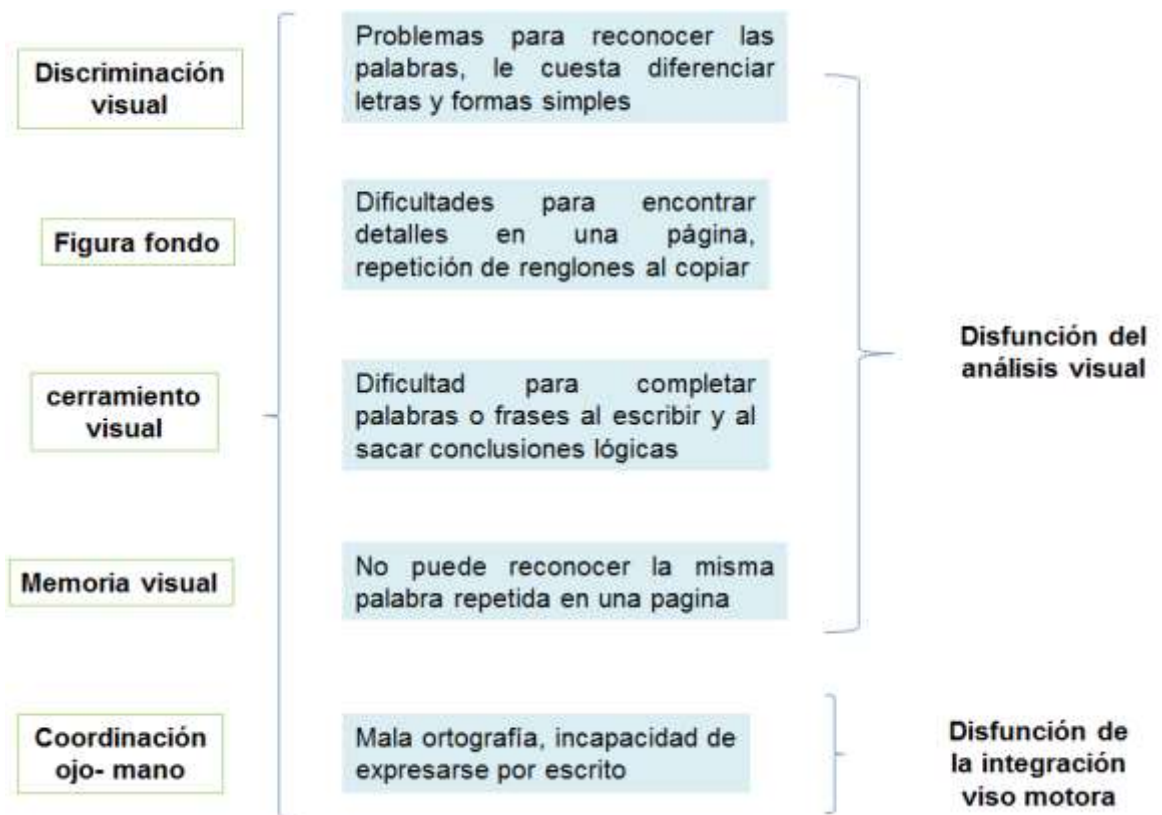 Discriminación
visual
Problemas para reconocer las
palabras, le cuesta diferenciar
letras y formas simples
Figura fondo
Dificultades para encontrar
detalles en una página,
repetición de renglones al copiar
cerramiento
visual
Dificultad para completar
palabras o frases al escribir y al
sacar conclusiones lógicas
Disfunción del
análisis visual
Memoria visual
No puede reconocer la misma
palabra repetida en una pagina
Coordinación
ojo- mano
Mala ortografía, incapacidad de
expresarse por escrito
Disfunción de
la integración
viso motora